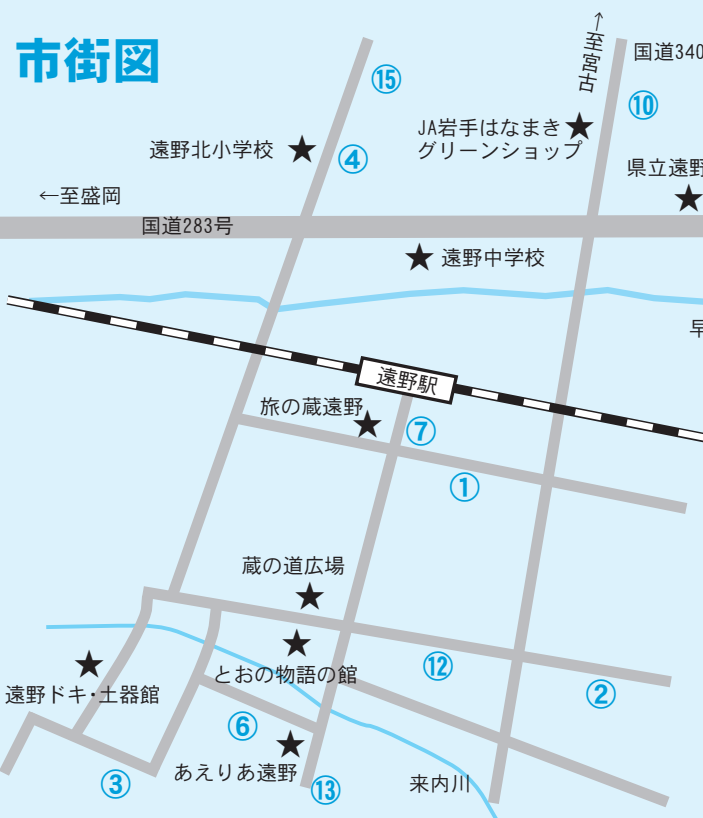 市街図
↑至宮古
国道340
⑮
⑩
JA岩手はなまき
グリーンショップ
遠野北小学校
④
県立遠野
←至盛岡
国道283号
遠野中学校
早
遠野駅
旅の蔵遠野
⑦
①
蔵の道広場
とおの物語の館
⑫
遠野ドキ・土器館
②
⑥
あえりあ遠野
③
⑬
来内川